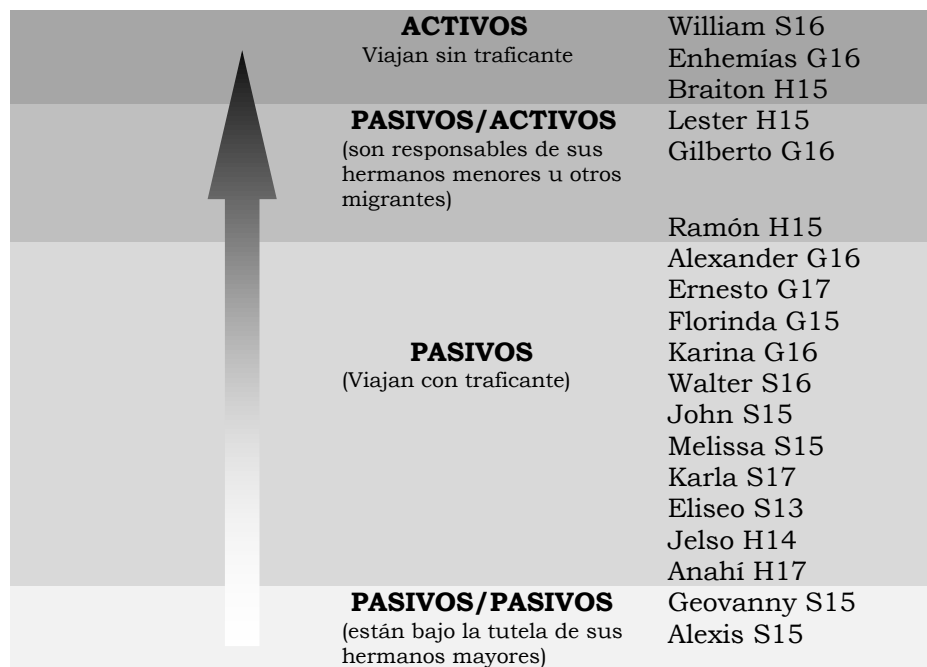 ACTIVOS William S16
Viajan sin traficante Enhemías G16
Braiton H15
PASIVOS/ACTIVOS Lester H15
(son responsables de sus Gilberto G16
hermanos menores u otros
migrantes)
Ramón H15
Alexander G16
Ernesto G17
Florinda G15
PASIVOS Karina G16
(Viajan con traficante) Walter S16
John S15
Melissa S15
Karla S17
Eliseo S13
Jelso H14
Anahí H17
PASIVOS/PASIVOS Geovanny S15
(están bajo la tutela de sus Alexis S15
hermanos mayores)